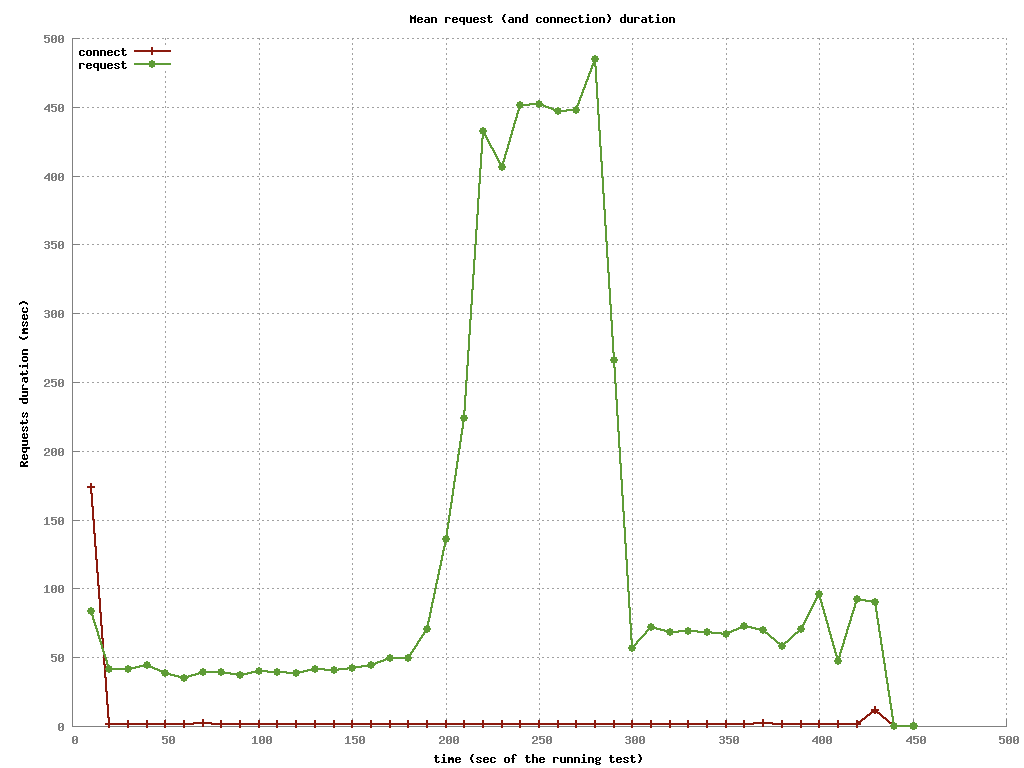 Mean request (and connection) duration
500
connect
request
450
400
350
300
250
200
150
100
50
0
Requests duration (msec)
0 50 100 150 200 250 300 350 400 450 500
time (sec of the running test)